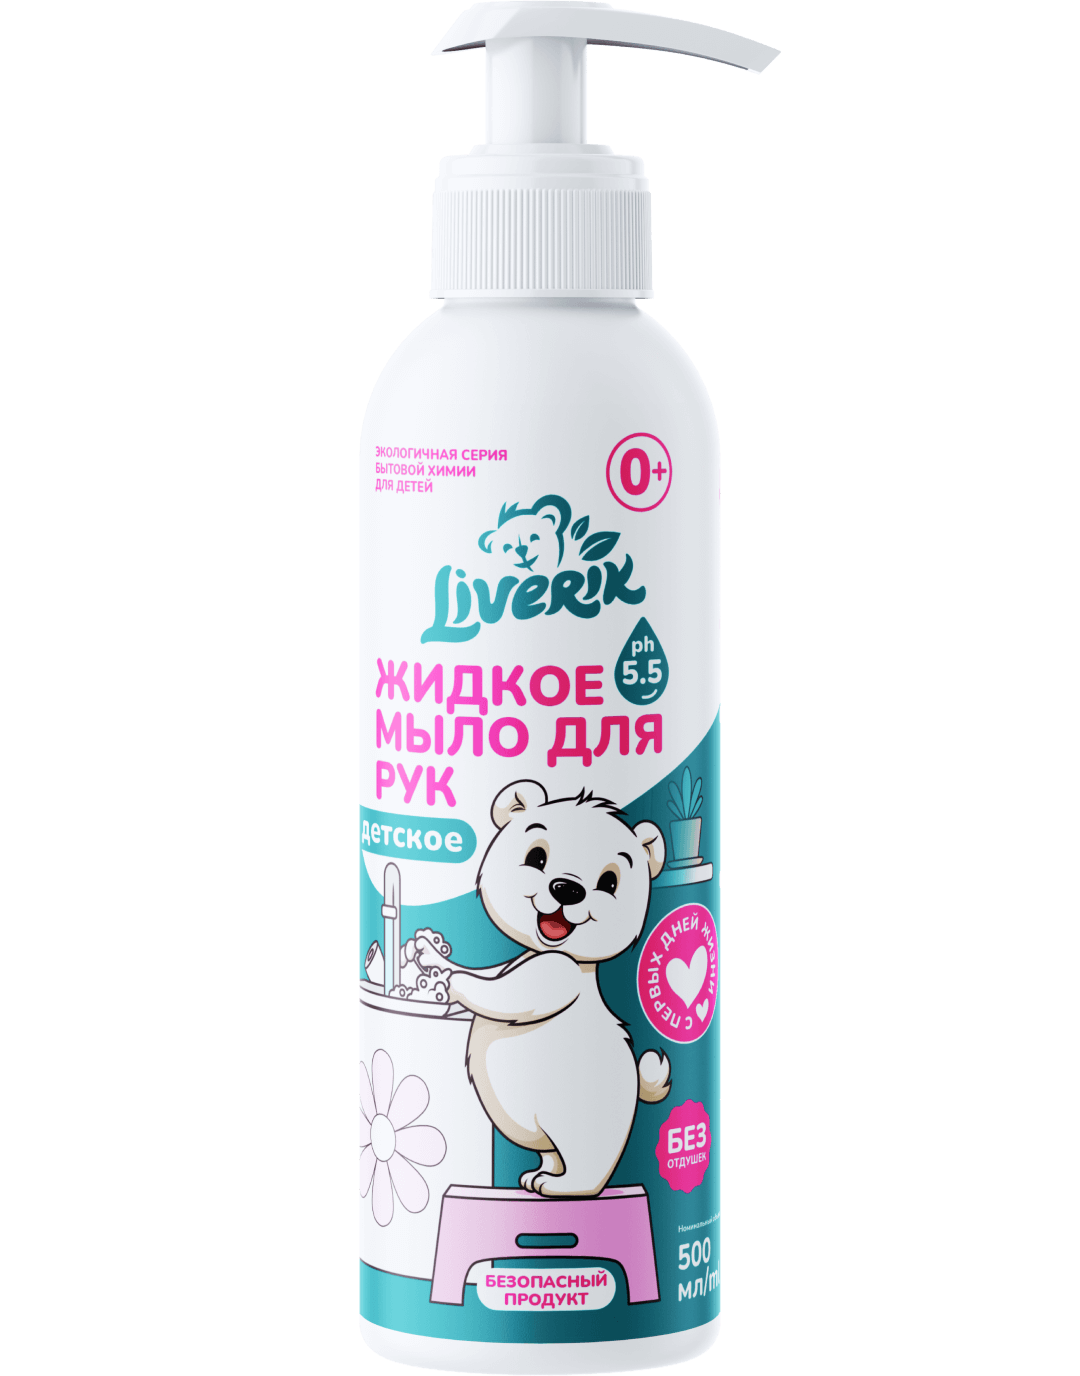 ЭКОЛОГИЧНАЯ СЕРИЯ
БЫТОВОЙ ХИМИИ
ДЛЯ ДЕТЕЙ
0+
Liverik
ph
5.5
ЖИДКОЕ
МЫЛО ДЛЯ
РУК
детское
С ПЕРВЫХ ДНЕЙ ЖИЗНИ
БЕЗ
ОТДУШЕК
Номинальный
500
мл/ml
БЕЗОПАСНЫЙ
ПРОДУКТ